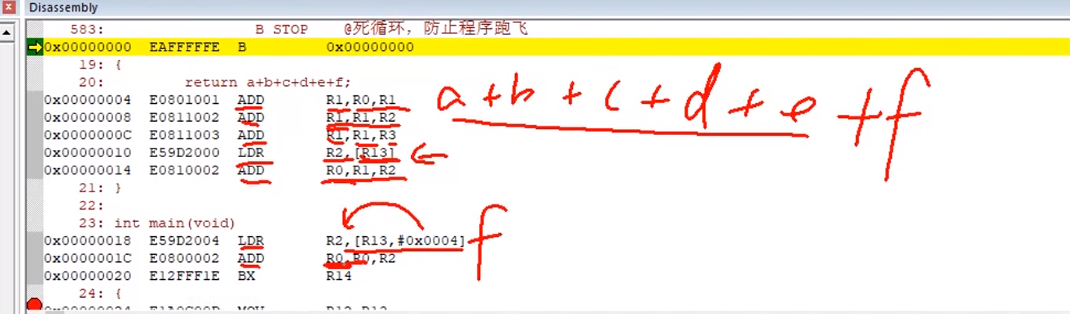 Disassembly
583: B STOP @死循环，防止程序跑飞
0x00000000 EAFFFFFE B 0x00000000
19: {
20: return a+b+c+d+e+f;
0x00000004 E0801001 ADD R1,R0,R1
0x00000008 E0811002 ADD R1,R1,R2
0x0000000C E0811003 ADD R1,R1,R3
0x00000010 E59D2000 LDR R2,[R13]
0x00000014 E0810002 ADD R0,R1,R2
a+b+c+d+e+f
21: }
22:
23: int main(void)
0x00000018 E59D2004 LDR R2,[R13,#0x0004] f
0x0000001C E0800002 ADD R0,R0,R2
0x00000020 E12FFF1E BX R14
24: {